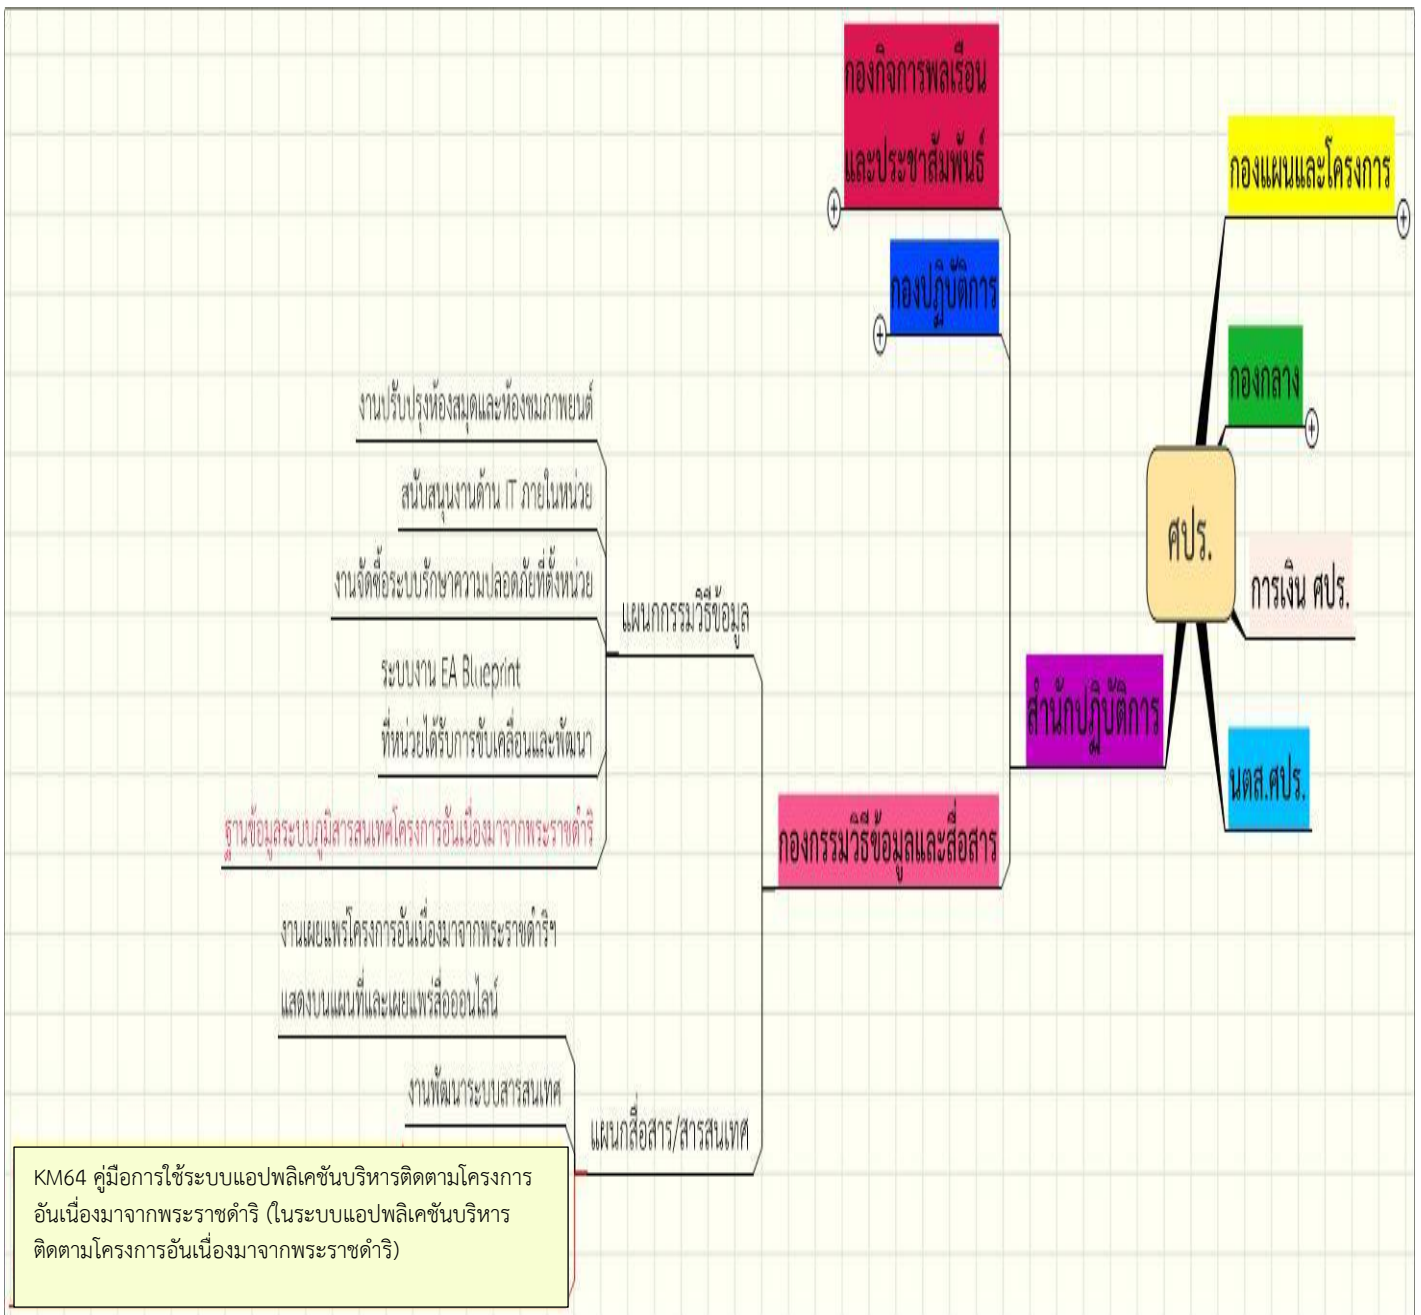 กองกิจการพลเรือน
และประชาสัมพันธ์
กองแผนและโครงการ
กองปฏิบัติการ
กองกลาง
งานปรับปรุงห้องสมุดและห้องชมภาพยนต์
สนับสนุนงานด้าน IT ภายในหน่วย
ศปร.
งานจัดซื้อระบบรักษาความปลอดภัยที่ตั้งหน่วย
การเงิน ศปร.
แผนกกรรมวิธีข้อมูล
ระบบงาน EA Blueprint
ที่หน่วยได้รับการขับเคลื่อนและพัฒนา
สำนักปฏิบัติการ
นตส.ศปร.
ฐานข้อมูลระบบภูมิสารสนเทศโครงการอันเนื่องมาจากพระราชดำริ
กองกรรมวิธีข้อมูลและสื่อสาร
งานเผยแพร่โครงการอันเนื่องมาจากพระราชดำริฯ
แสดงบนแผนที่และเผยแพร่สื่อออนไลน์
งานพัฒนาระบบสารสนเทศ
แผนกสื่อสาร/สารสนเทศ
KM64 คู่มือการใช้ระบบแอปพลิเคชันบริหารติดตามโครงการ
อันเนื่องมาจากพระราชดำริ (ในระบบแอปพลิเคชันบริหาร
ติดตามโครงการอันเนื่องมาจากพระราชดำริ)